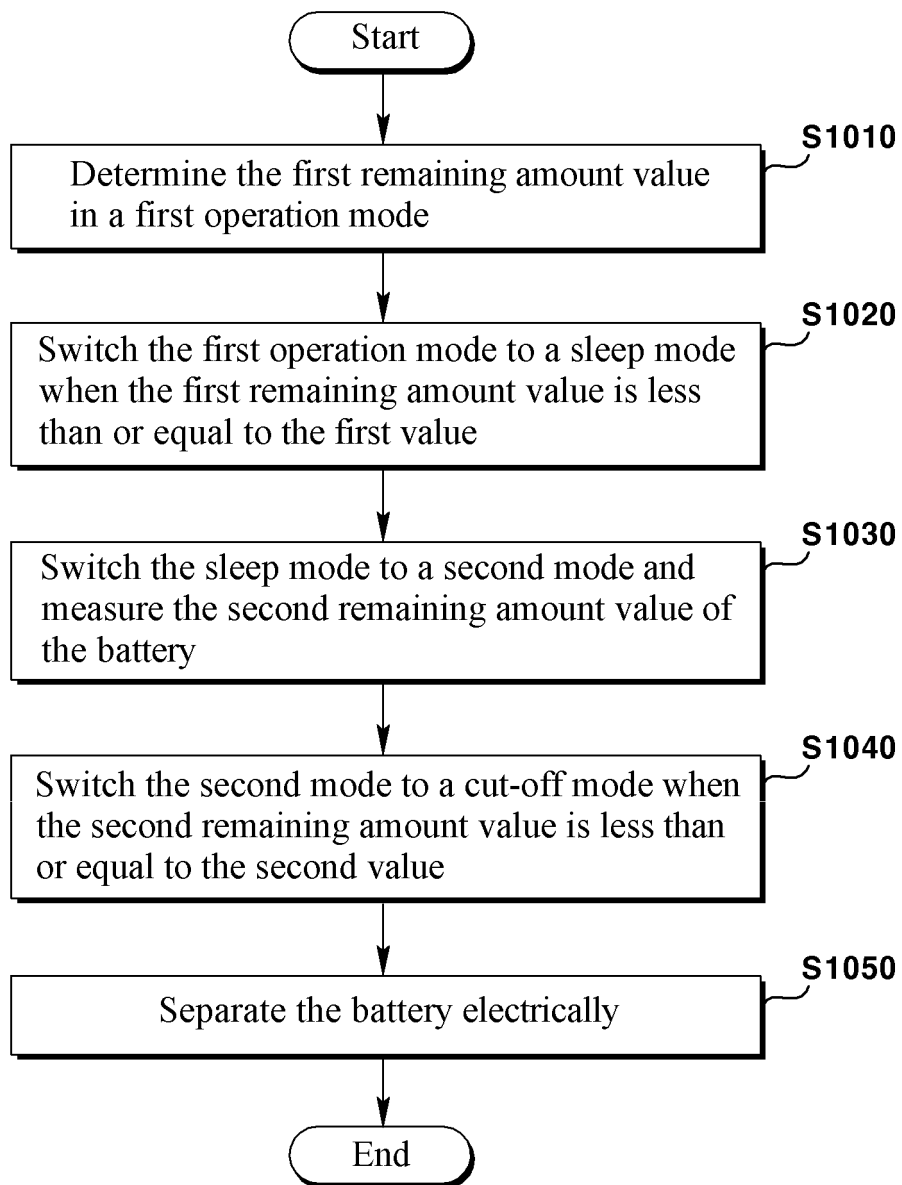 Start
S1010
Determine the first remaining amount value
in a first operation mode
S1020
Switch the first operation mode to a sleep mode
when the first remaining amount value is less
than or equal to the first value
S1030
Switch the sleep mode to a second mode and
measure the second remaining amount value of
the battery
S1040
Switch the second mode to a cut-off mode when
the second remaining amount value is less than
or equal to the second value
S1050
Separate the battery electrically
End